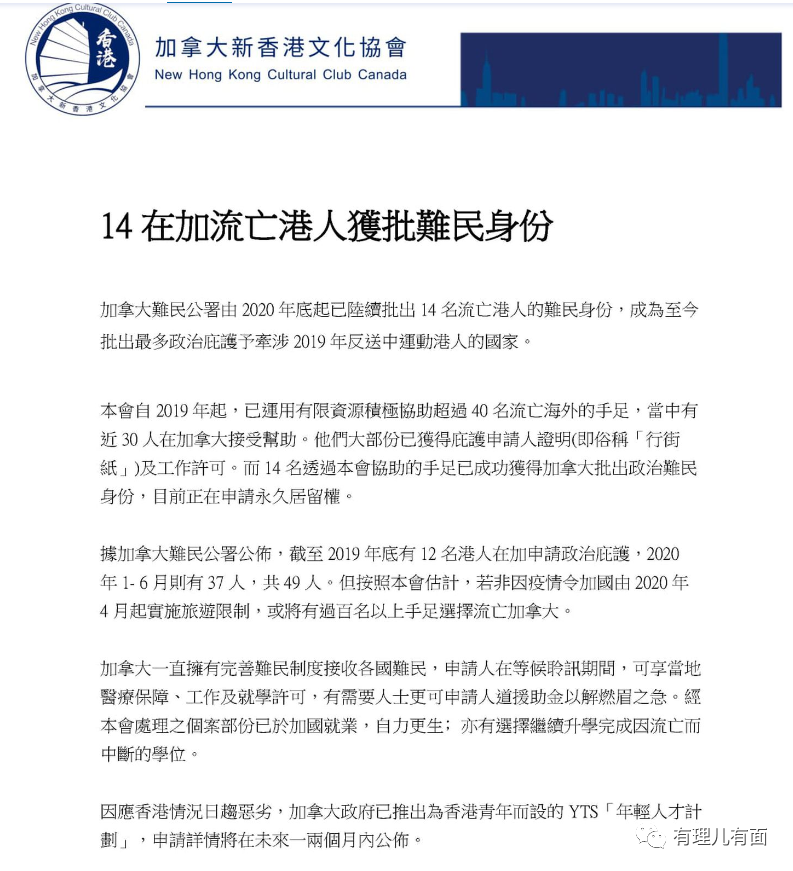 New Hong Kong Cultural Club Canada
香港
加拿大新香港文化協會
加拿大新香港文化協會
New Hong Kong Cultural Club Canada
14 在加流亡港人獲批難民身份
加拿大難民公署由 2020 年底起已陸續批出 14 名流亡港人的難民身份，成為至今
批出最多政治庇護予牽涉 2019 年反送中運動港人的國家。
本會自 2019 年起，已運用有限資源積極協助超過 40 名流亡海外的手足，當中有
近 30 人在加拿大接受幫助。他們大部份已獲得庇護申請人證明(即俗稱「行街
紙」)及工作許可。而 14 名透過本會協助的手足已成功獲得加拿大批出政治難民
身份，目前正在申請永久居留權。
據加拿大難民公署公佈，截至 2019 年底有 12 名港人在加申請政治庇護，2020
年 1- 6 月則有 37 人，共 49 人。但按照本會估計，若非因疫情令加國由 2020 年
4 月起實施旅遊限制，或將有過百名以上手足選擇流亡加拿大。
加拿大一直擁有完善難民制度接收各國難民，申請人在等候聆訊期間，可享當地
醫療保障、工作及就學許可，有需要人士更可申請人道援助金以解燃眉之急。經
本會處理之個案部份已於加國就業，自力更生；亦有選擇繼續升學完成因流亡而
中斷的學位。
因應香港情況日趨惡劣，加拿大政府已推出為香港青年而設的 YTS「年輕人才計
劃」，申請詳情將在未來一兩個月內公佈。
有理儿有面